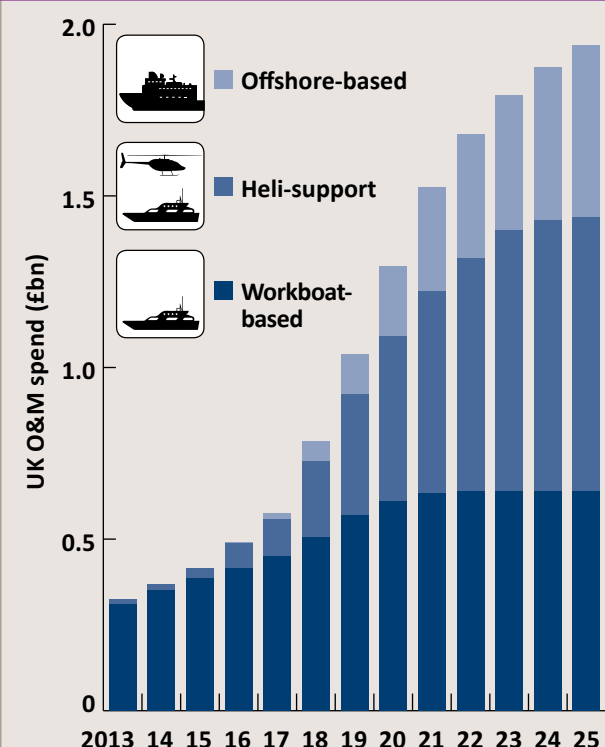 2.0
Offshore-based
1.5
Heli-support
Workboat-
based
UK O&M spend (£bn)
1.0
0.5
0
2013 14 15 16 17 18 19 20 21 22 23 24 25